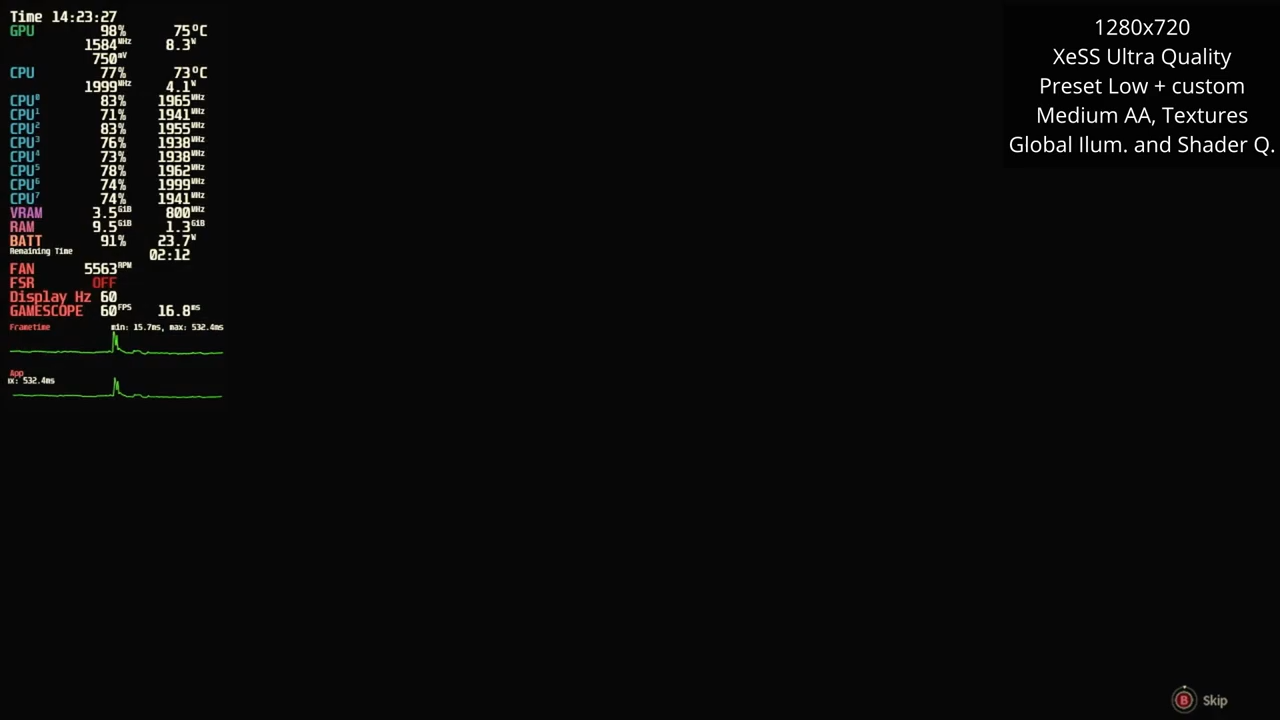 Time 14:23:27
GPU 98% 75°C
1584MHz 8.3W
750mV
CPU 77% 73°C
1999MHz 4.1W
CPU0 83% 1965MHz
CPU1 71% 1941MHz
CPU2 83% 1955MHz
CPU3 76% 1938MHz
CPU4 73% 1938MHz
CPU5 78% 1962MHz
CPU6 74% 1999MHz
CPU7 74% 1941MHz
VRAM 3.5GiB 800MHz
RAM 9.5GiB 1.3GiB
BATT 91% 23.7W
Remaining Time 02:12
FAN 5563RPM
FSR OFF
Display Hz 60
GAMESCOPE 60FPS 16.8ms
Frametime min: 15.7ms, max: 532.4ms
App
ax: 532.4ms
1280x720
XeSS Ultra Quality
Preset Low + custom
Medium AA, Textures
Global Ilum. and Shader Q.
B Skip